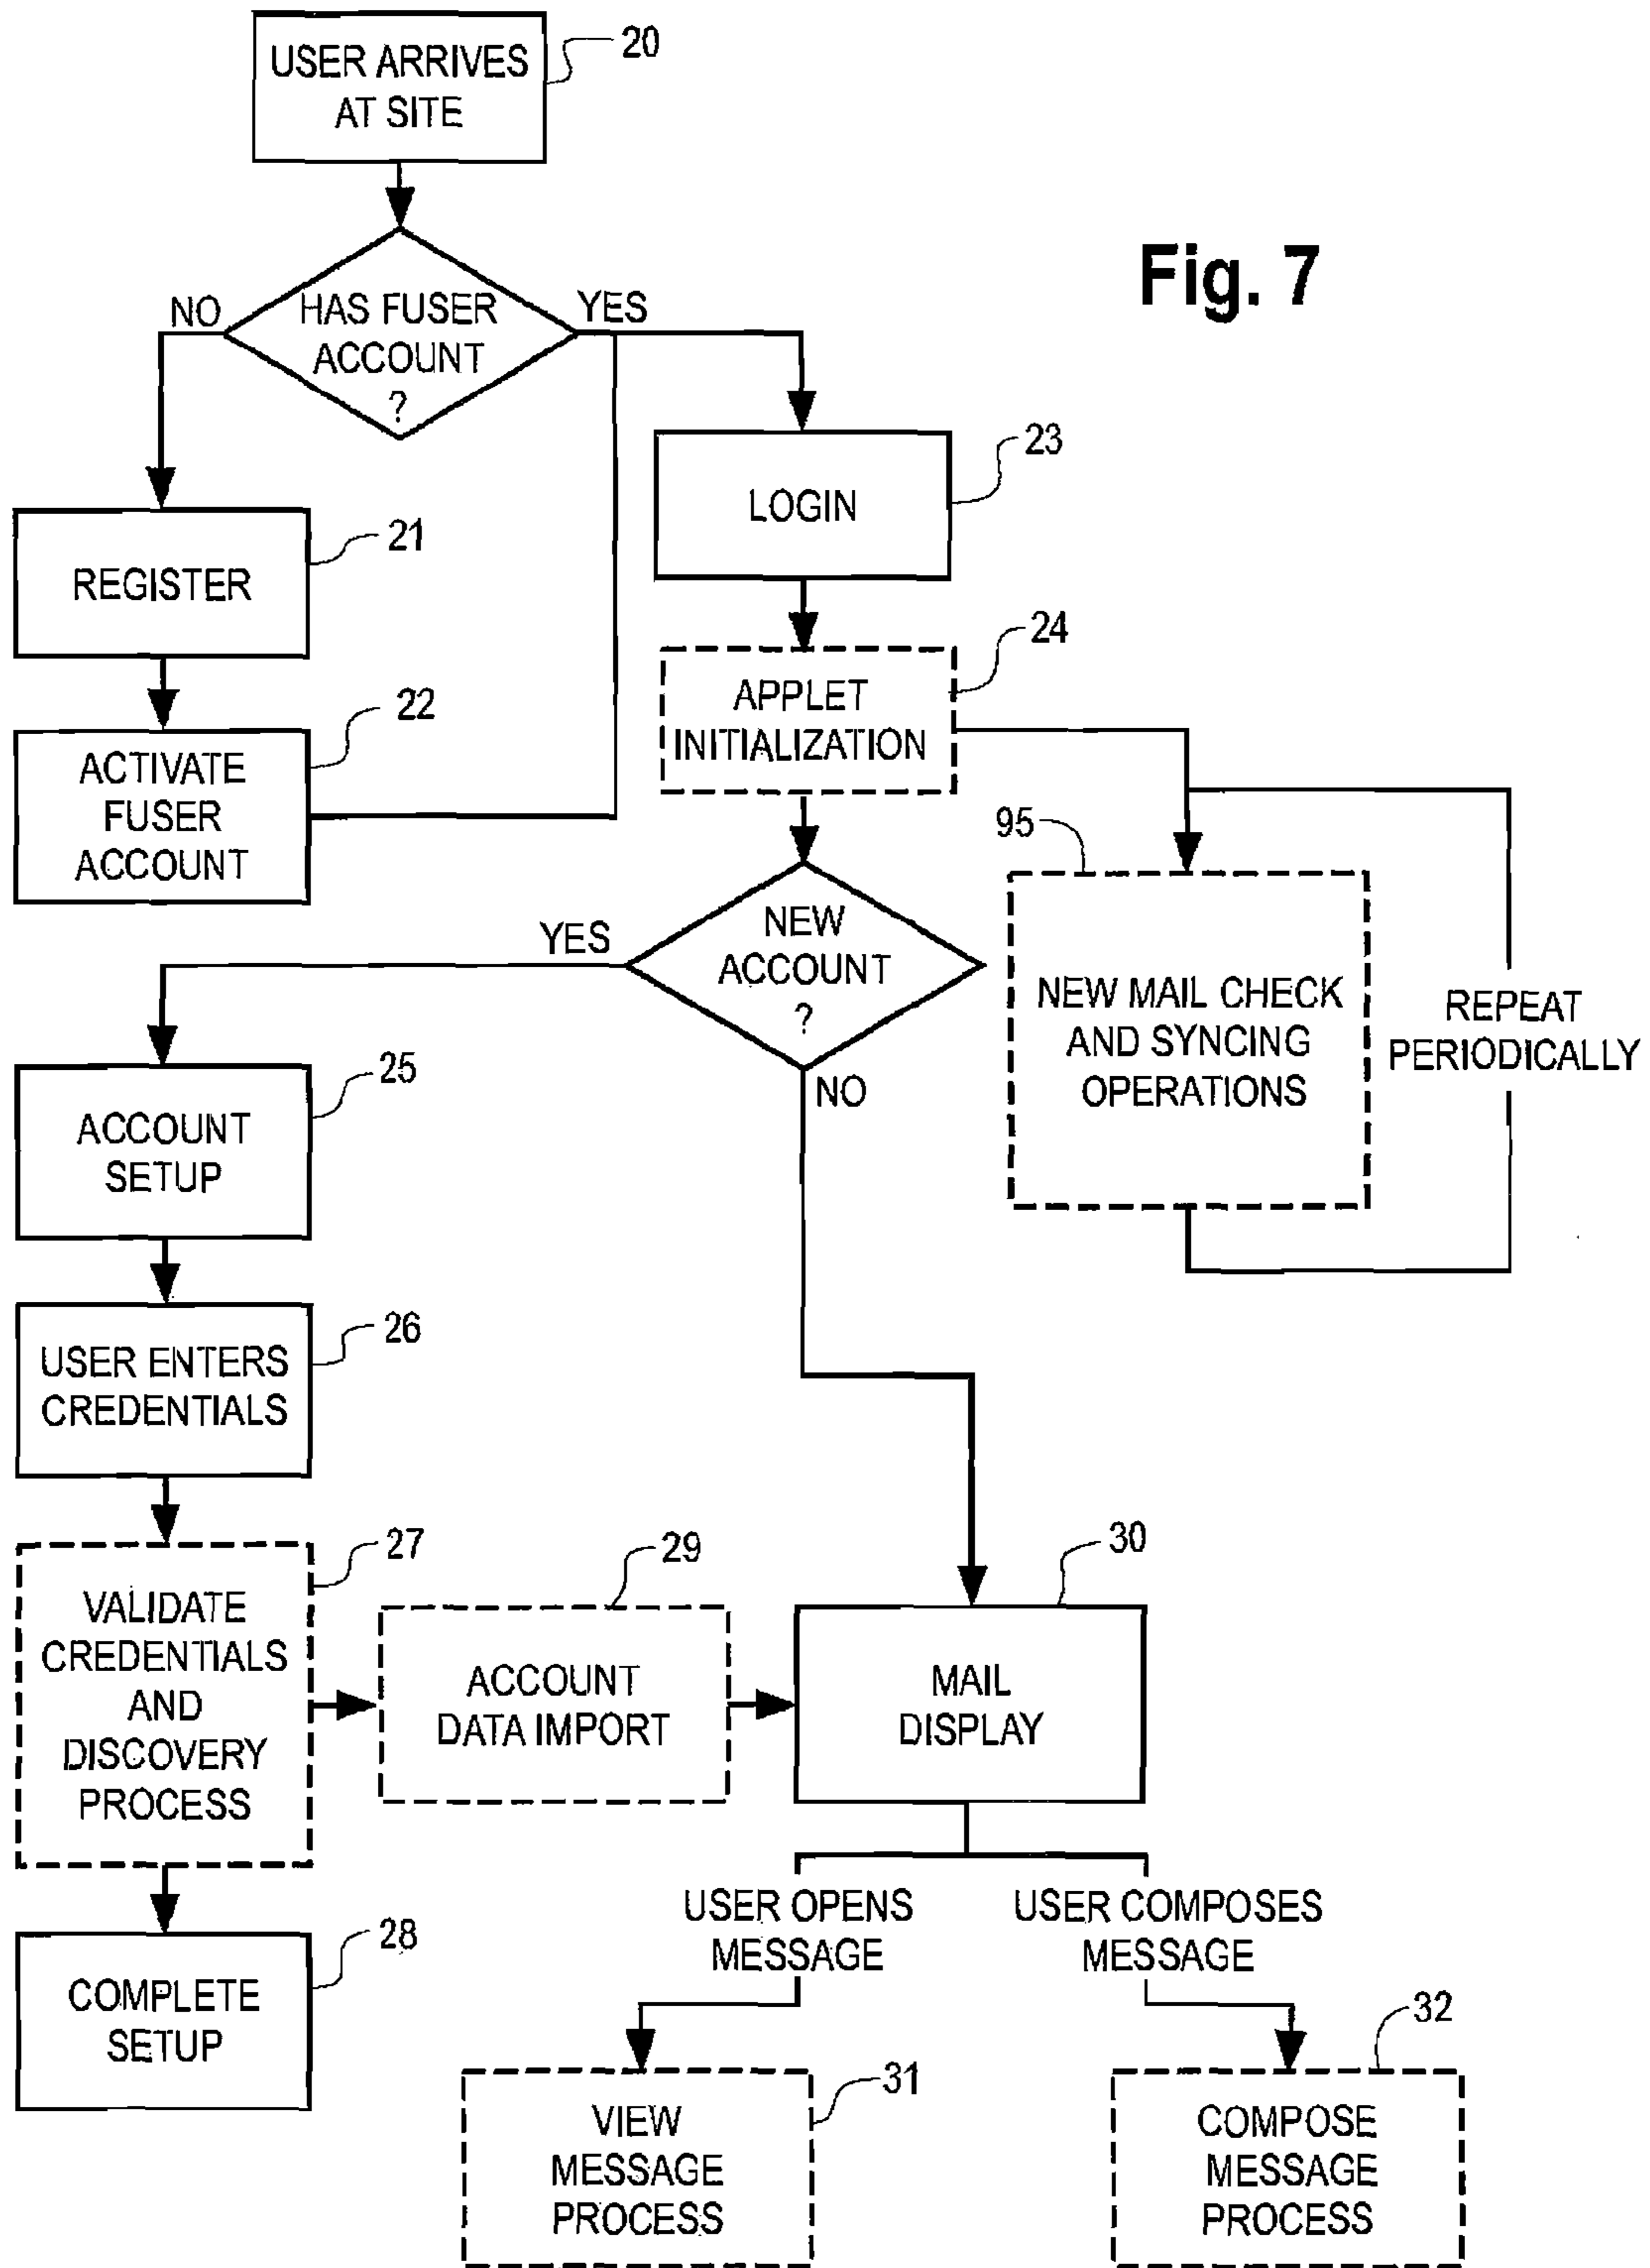 USER ARRIVES
AT SITE
20
Fig. 7
NO
HAS FUSER
ACCOUNT
?
YES
LOGIN
23
REGISTER
21
APPLET
INITIALIZATION
24
ACTIVATE
FUSER
ACCOUNT
22
95
NEW
ACCOUNT
?
YES
NO
NEW MAIL CHECK
AND SYNCING
OPERATIONS
REPEAT
PERIODICALLY
ACCOUNT
SETUP
25
USER ENTERS
CREDENTIALS
26
VALIDATE
CREDENTIALS
AND
DISCOVERY
PROCESS
27
ACCOUNT
DATA IMPORT
29
MAIL
DISPLAY
30
USER OPENS
MESSAGE
USER COMPOSES
MESSAGE
COMPLETE
SETUP
28
VIEW
MESSAGE
PROCESS
31
COMPOSE
MESSAGE
PROCESS
32